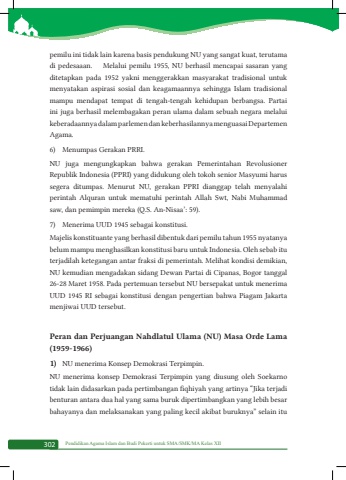 pemilu ini tidak lain karena basis pendukung NU yang sangat kuat, terutama
di pedesaaan. Melalui pemilu 1955, NU berhasil mencapai sasaran yang
ditetapkan pada 1952 yakni menggerakkan masyarakat tradisional untuk
menyatakan aspirasi sosial dan keagamaannya sehingga Islam tradisional
mampu mendapat tempat di tengah-tengah kehidupan berbangsa. Partai
ini juga berhasil melembagakan peran ulama dalam sebuah negara melalui
keberadaannya dalam parlemen dan keberhasilannya menguasai Departemen
Agama.
6) Menumpas Gerakan PRRI.
NU juga mengungkapkan bahwa gerakan Pemerintahan Revolusioner
Republik Indonesia (PPRI) yang didukung oleh tokoh senior Masyumi harus
segera ditumpas. Menurut NU, gerakan PPRI dianggap telah menyalahi
perintah Alquran untuk mematuhi perintah Allah Swt, Nabi Muhammad
saw, dan pemimpin mereka (Q.S. An-Nisaa': 59).
7) Menerima UUD 1945 sebagai konstitusi.
Majelis konstituante yang berhasil dibentuk dari pemilu tahun 1955 nyatanya
belum mampu menghasilkan konstitusi baru untuk Indonesia. Oleh sebab itu
terjadilah ketegangan antar fraksi di pemerintah. Melihat kondisi demikian,
NU kemudian mengadakan sidang Dewan Partai di Cipanas, Bogor tanggal
26-28 Maret 1958. Pada pertemuan tersebut NU bersepakat untuk menerima
UUD 1945 RI sebagai konstitusi dengan pengertian bahwa Piagam Jakarta
menjiwai UUD tersebut.
Peran dan Perjuangan Nahdlatul Ulama (NU) Masa Orde Lama
(1959-1966)
1) NU menerima Konsep Demokrasi Terpimpin.
NU menerima konsep Demokrasi Terpimpin yang diusung oleh Soekarno
tidak lain didasarkan pada pertimbangan fiqhiyah yang artinya "Jika terjadi
benturan antara dua hal yang sama buruk dipertimbangkan yang lebih besar
bahayanya dan melaksanakan yang paling kecil akibat buruknya" selain itu
302 Pendidikan Agama Islam dan Budi Pekerti untuk SMA/SMK/MA Kelas XII